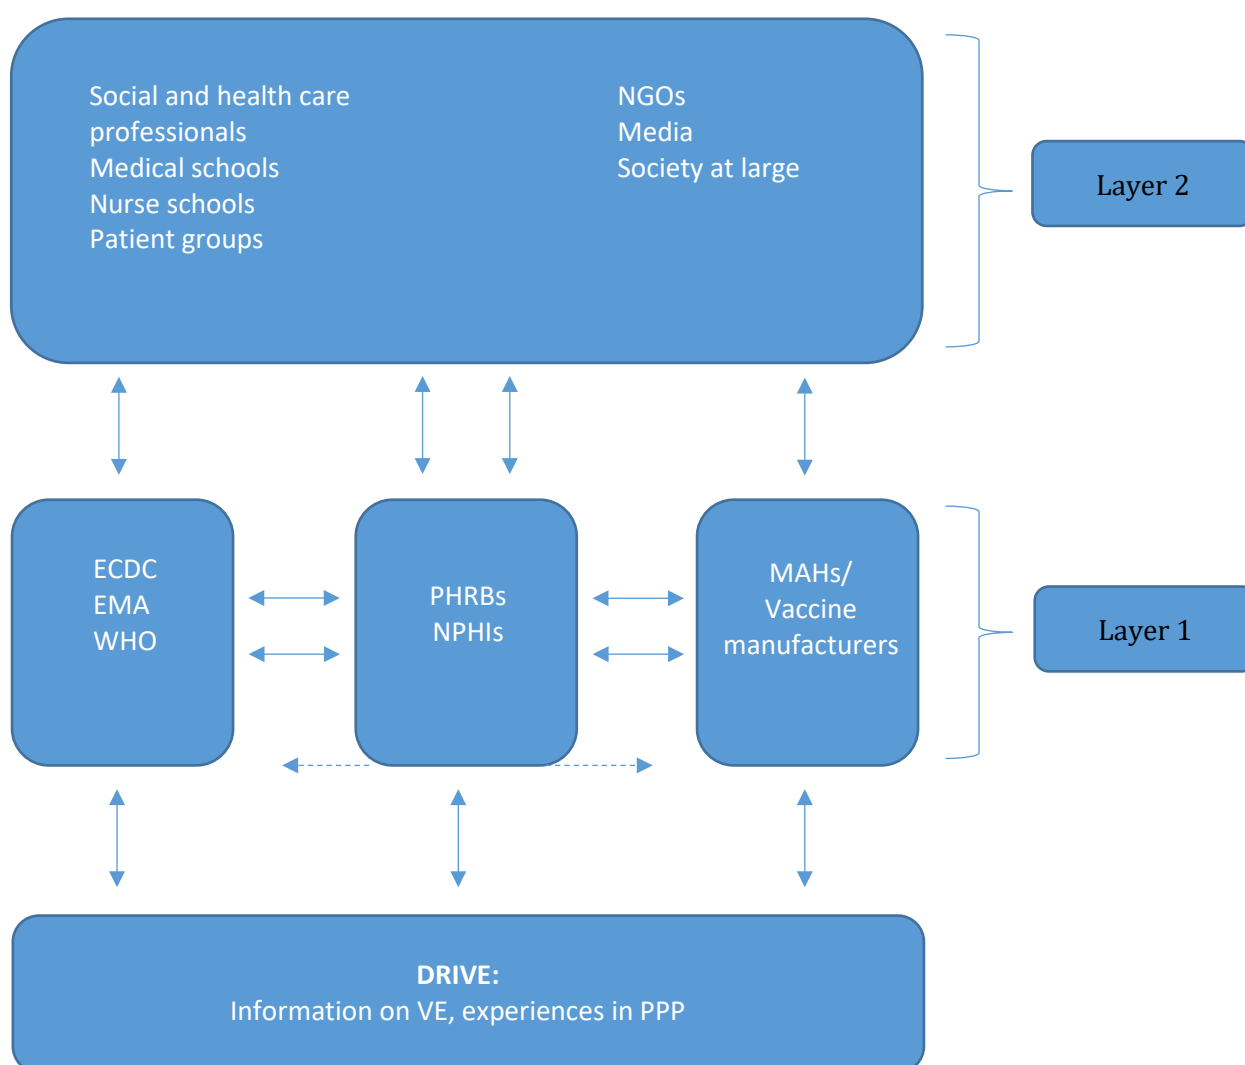 Social and health care
professionals
Medical schools
Nurse schools
Patient groups
NGOs
Media
Society at large
Layer 2
ECDC
EMA
WHO
PHRBs
NPHIs
MAHs/
Vaccine
manufacturers
Layer 1
DRIVE:
Information on VE, experiences in PPP